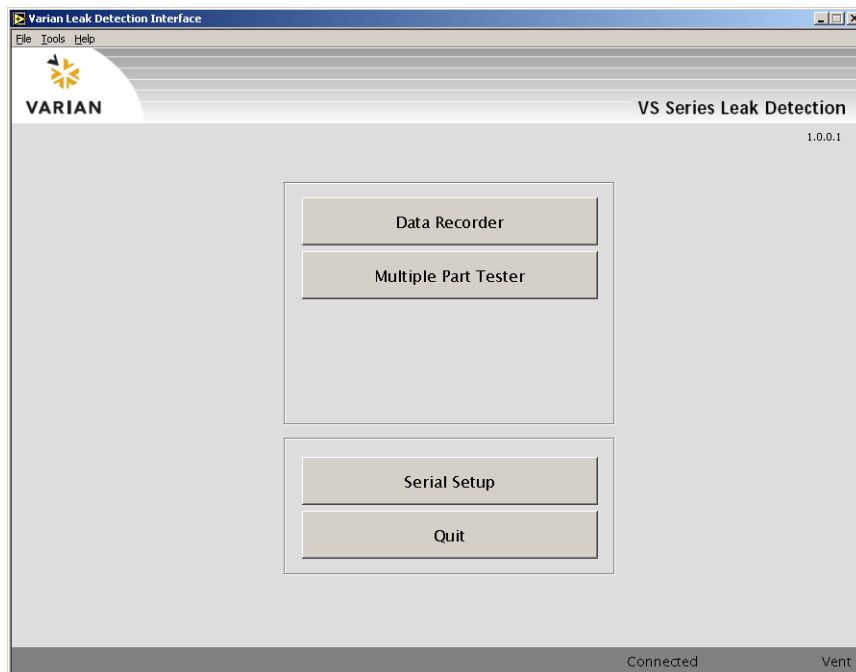 Varian Leak Detection Interface
File Tools Help
VARIAN
VS Series Leak Detection
1.0.0.1
Data Recorder
Multiple Part Tester
Serial Setup
Quit
Connected Vent